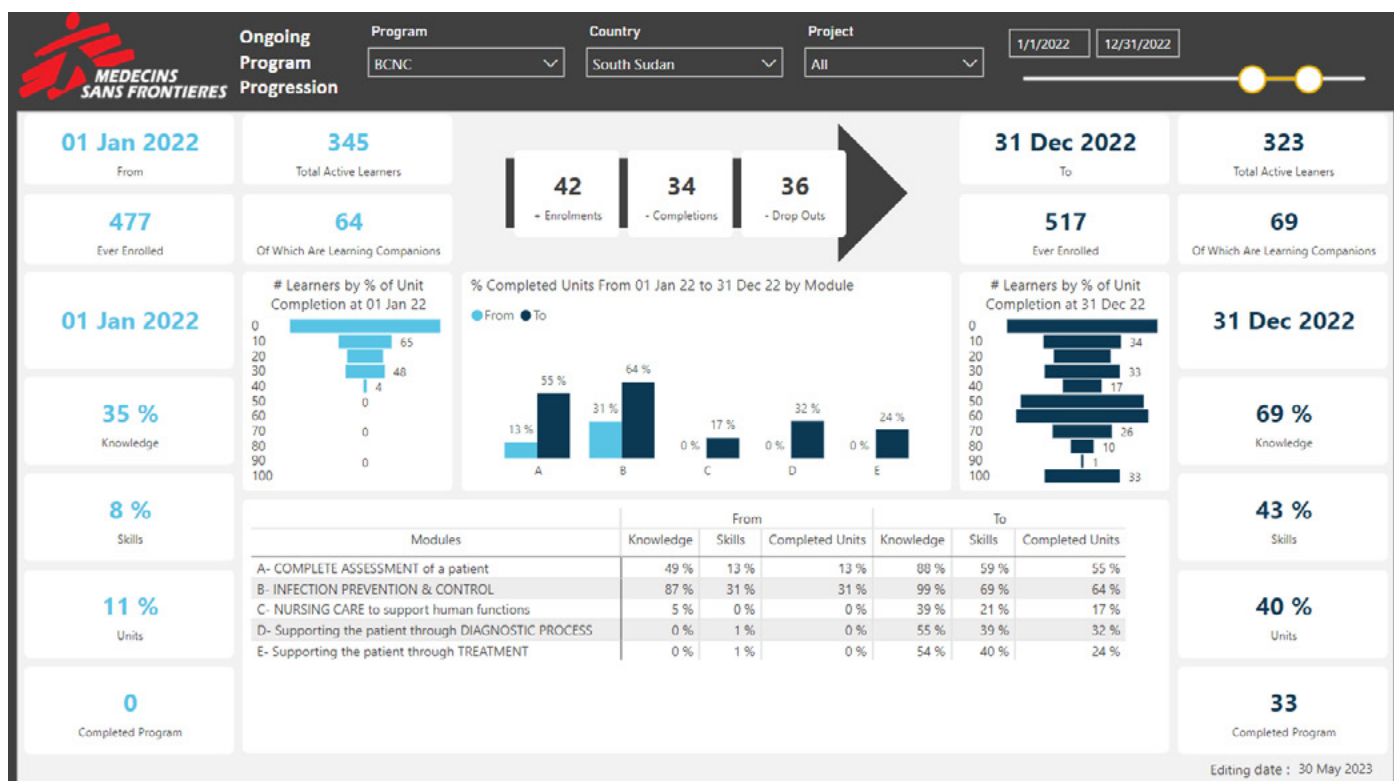 MEDECINS
SANS FRONTIERES
Ongoing
Program
Progression
Program
BCNC
Country
South Sudan
Project
All
1/1/2022
12/31/2022
01 Jan 2022
From
345
Total Active Learners
477
Ever Enrolled
64
Of Which Are Learning Companions
42
+ Enrolments
34
- Completions
36
- Drop Outs
31 Dec 2022
To
323
Total Active Leaners
517
Ever Enrolled
69
Of Which Are Learning Companions
01 Jan 2022
35 %
Knowledge
8 %
Skills
11 %
Units
0
Completed Program
# Learners by % of Unit
Completion at 01 Jan 22
0
10 65
20
30 48
40 4
50 0
60
70 0
80
90 0
100
% Completed Units From 01 Jan 22 to 31 Dec 22 by Module
From To
13 % 55 %
31 % 64 %
0 % 17 %
0 % 32 %
0 % 24 %
A B C D E
# Learners by % of Unit
Completion at 31 Dec 22
0
10 34
20
30 33
40 17
50
60
70 26
80 10
90 1
100 33
31 Dec 2022
69 %
Knowledge
43 %
Skills
40 %
Units
33
Completed Program
From To
Modules Knowledge Skills Completed Units Knowledge Skills Completed Units
A- COMPLETE ASSESSMENT of a patient 49 % 13 % 13 % 88 % 59 % 55 %
B- INFECTION PREVENTION & CONTROL 87 % 31 % 31 % 99 % 69 % 64 %
C- NURSING CARE to support human functions 5 % 0 % 0 % 39 % 21 % 17 %
D- Supporting the patient through DIAGNOSTIC PROCESS 0 % 1 % 0 % 55 % 39 % 32 %
E- Supporting the patient through TREATMENT 0 % 1 % 0 % 54 % 40 % 24 %
Editing date : 30 May 2023